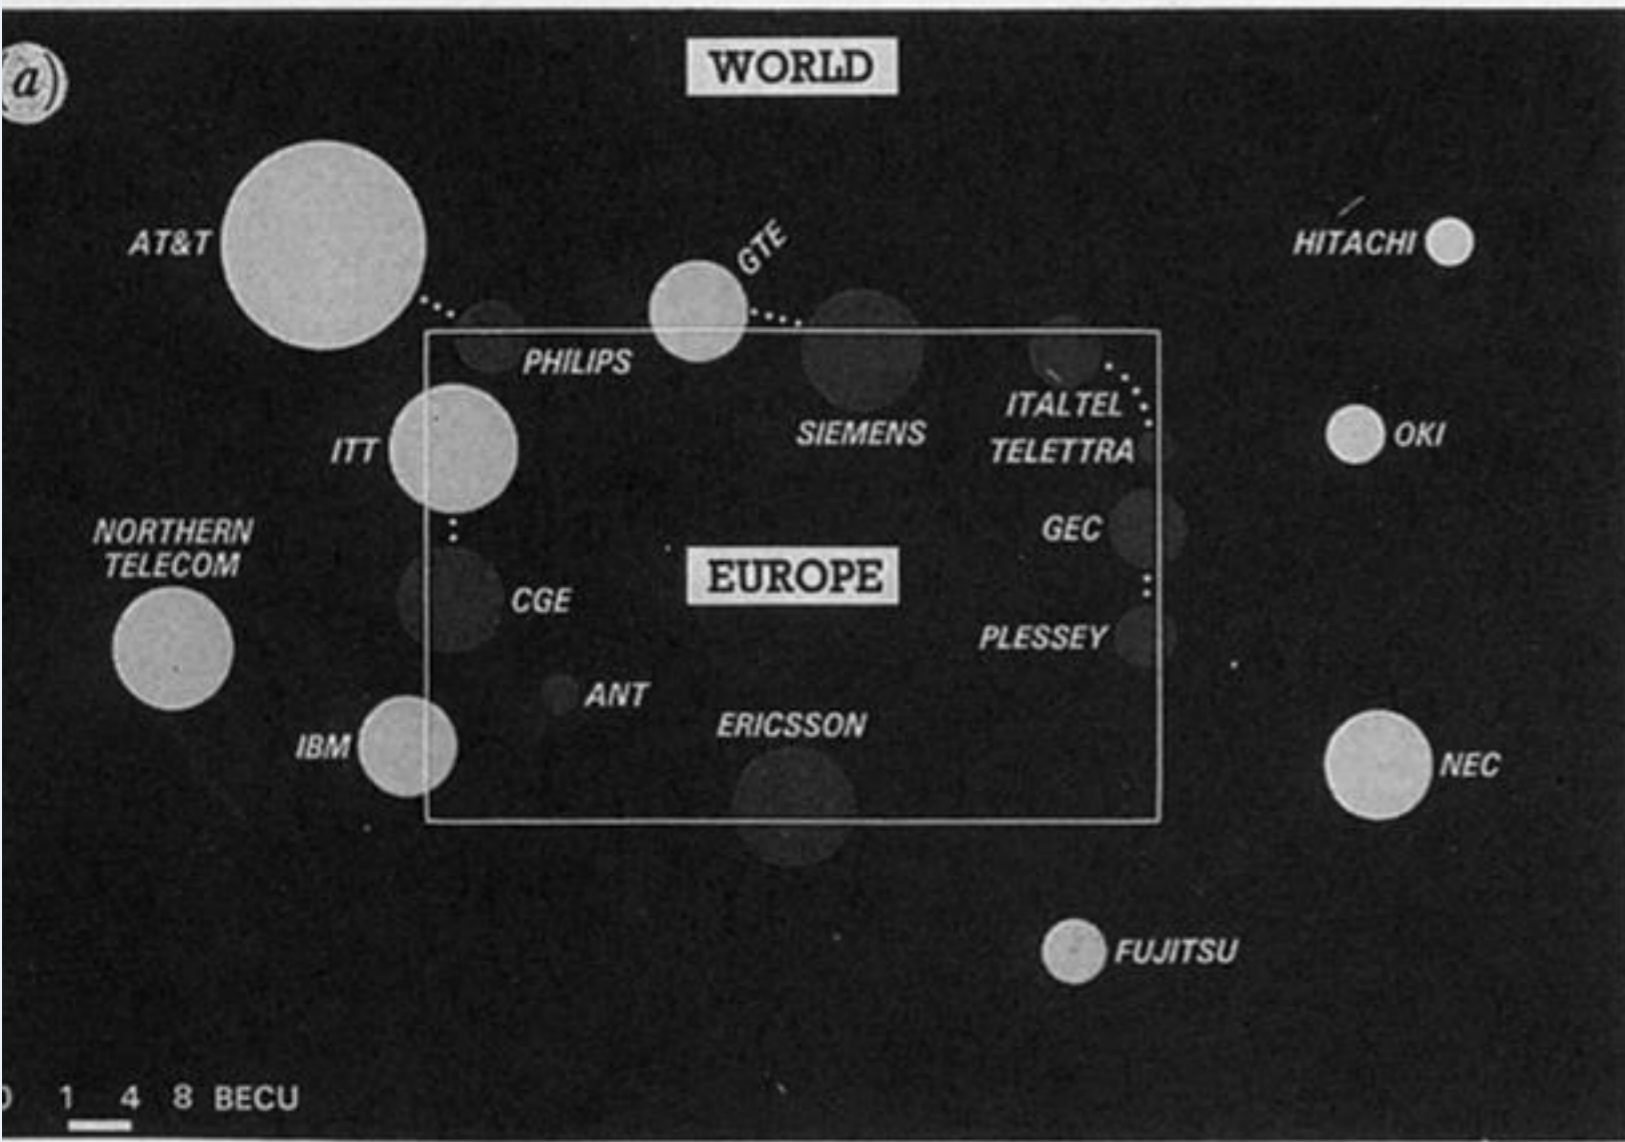 (a)
WORLD
AT&T
GTE
HITACHI
PHILIPS
SIEMENS
ITALTEL
TELETTRA
OKI
ITT
NORTHERN
TELECOM
GEC
EUROPE
CGE
PLESSEY
ANT
ERICSSON
IBM
NEC
FUJITSU
0 1 4 8 BECU